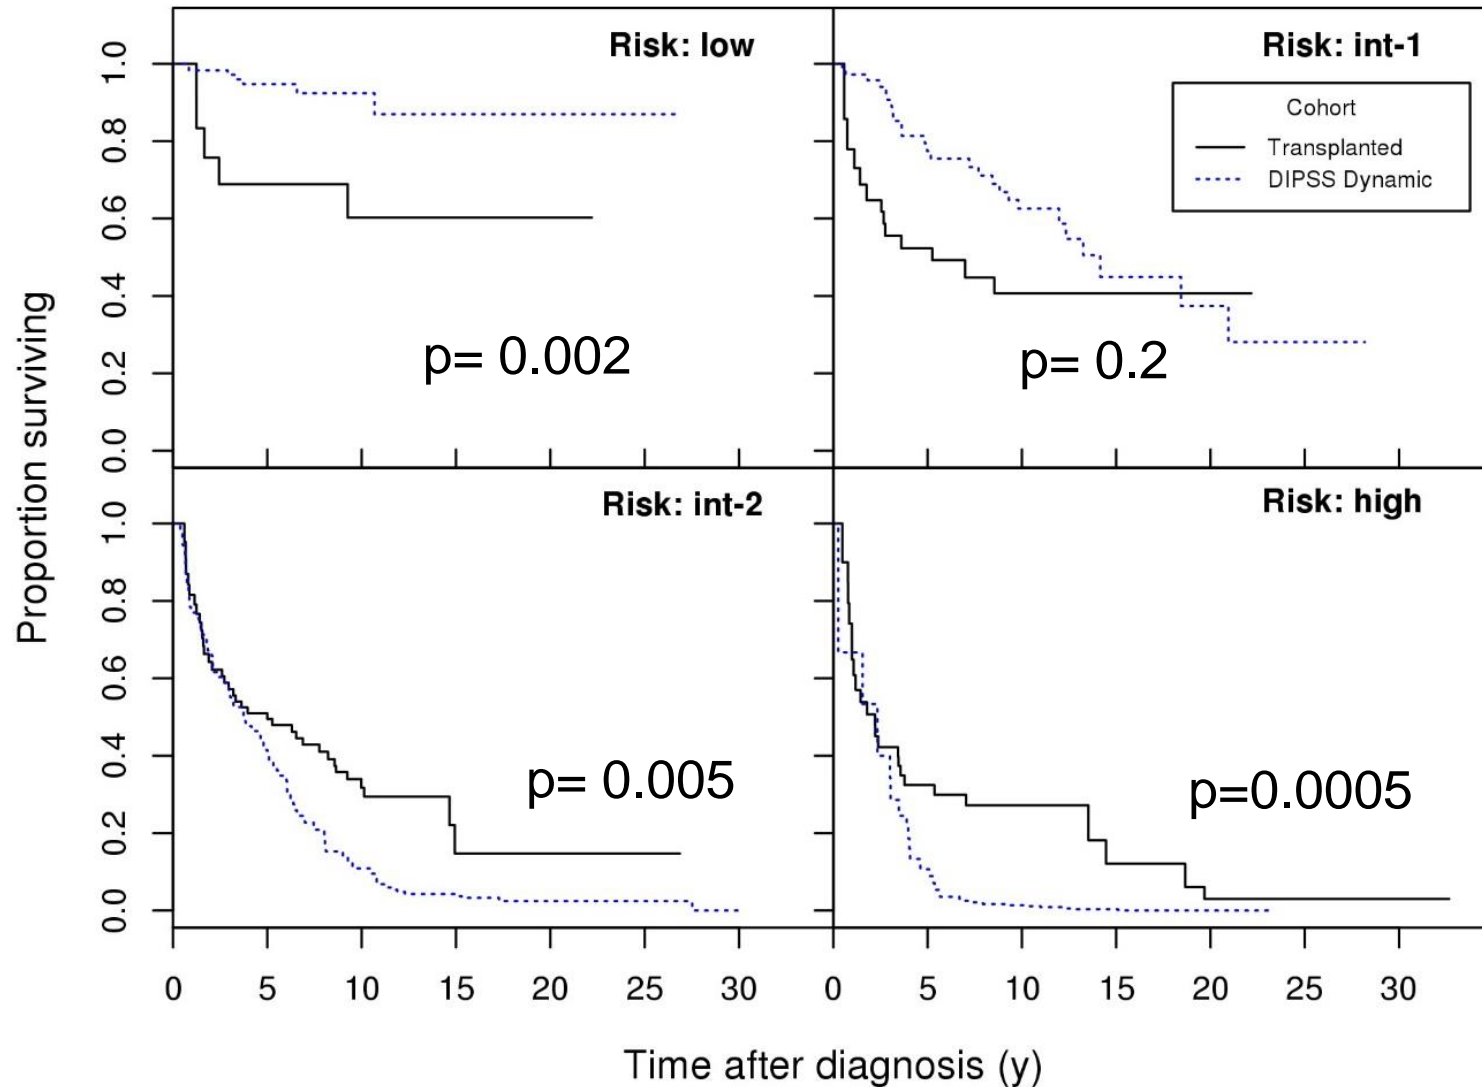 Risk: low
Risk: int-1
Cohort
Transplanted
DIPSS Dynamic
1.0
0.8
0.6
0.4
0.2
0.0
p= 0.002
p= 0.2
Risk: int-2
Risk: high
1.0
0.8
0.6
0.4
0.2
0.0
p= 0.005
p=0.0005
Proportion surviving
0 5 10 15 20 25 30 0 5 10 15 20 25 30
Time after diagnosis (y)